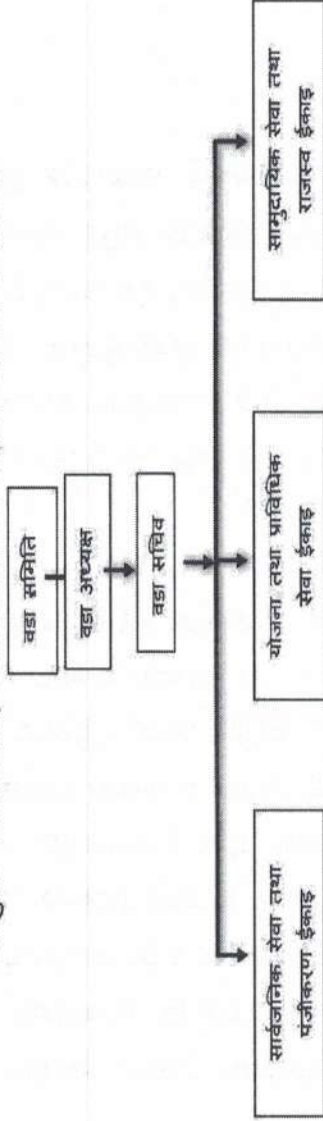 वडा समिति
वडा अध्यक्ष
वडा सचिव
सार्वजनिक सेवा तथा
पंजीकरण ईकाइ
योजना तथा प्राविधिक
सेवा ईकाइ
सामुदायिक सेवा तथा
राजस्व ईकाइ